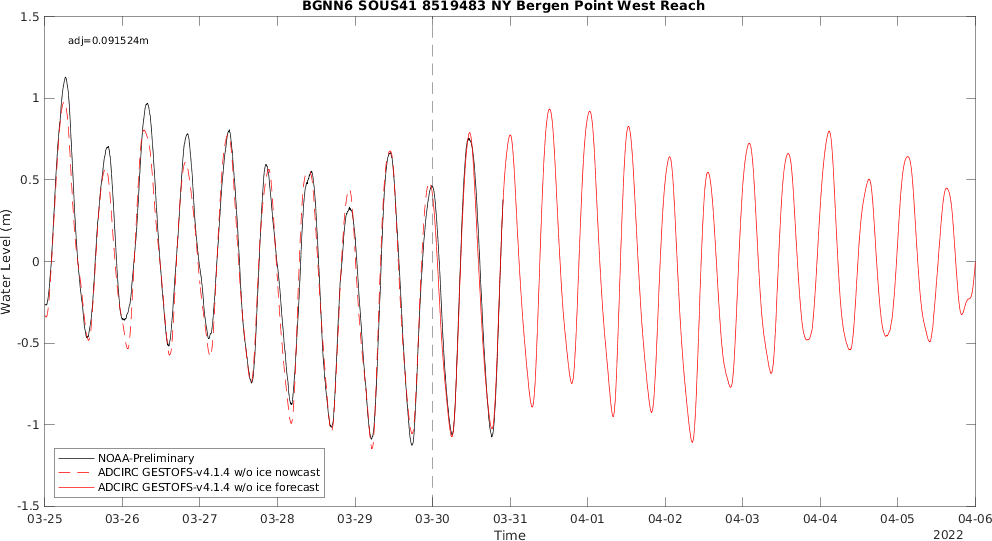 BGNN6 SOUS41 8519483 NY Bergen Point West Reach
1.5
adj=0.091524m
1
0.5
Water Level (m)
0
-0.5
-1
NOAA-Preliminary
ADCIRC GESTOFS-v4.1.4 w/o ice nowcast
ADCIRC GESTOFS-v4.1.4 w/o ice forecast
-1.5
03-25 03-26 03-27 03-28 03-29 03-30 03-31 04-01 04-02 04-03 04-04 04-05 04-06
Time
2022